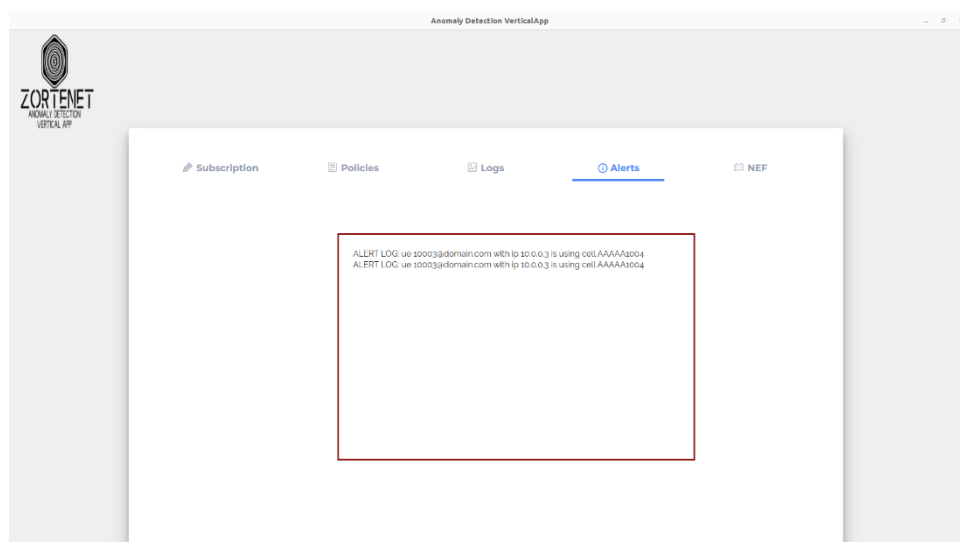 Anomaly Detection VerticalApp
ZORTENET
ANOMALY DETECTION
VERTICAL APP
Subscription
Policies
Logs
Alerts
NEF
ALERT LOG: ue 10003@domain.com with ip 10.0.0.3 is using cell AAAAA1004
ALERT LOG: ue 10003@domain.com with ip 10.0.0.3 is using cell AAAAA1004